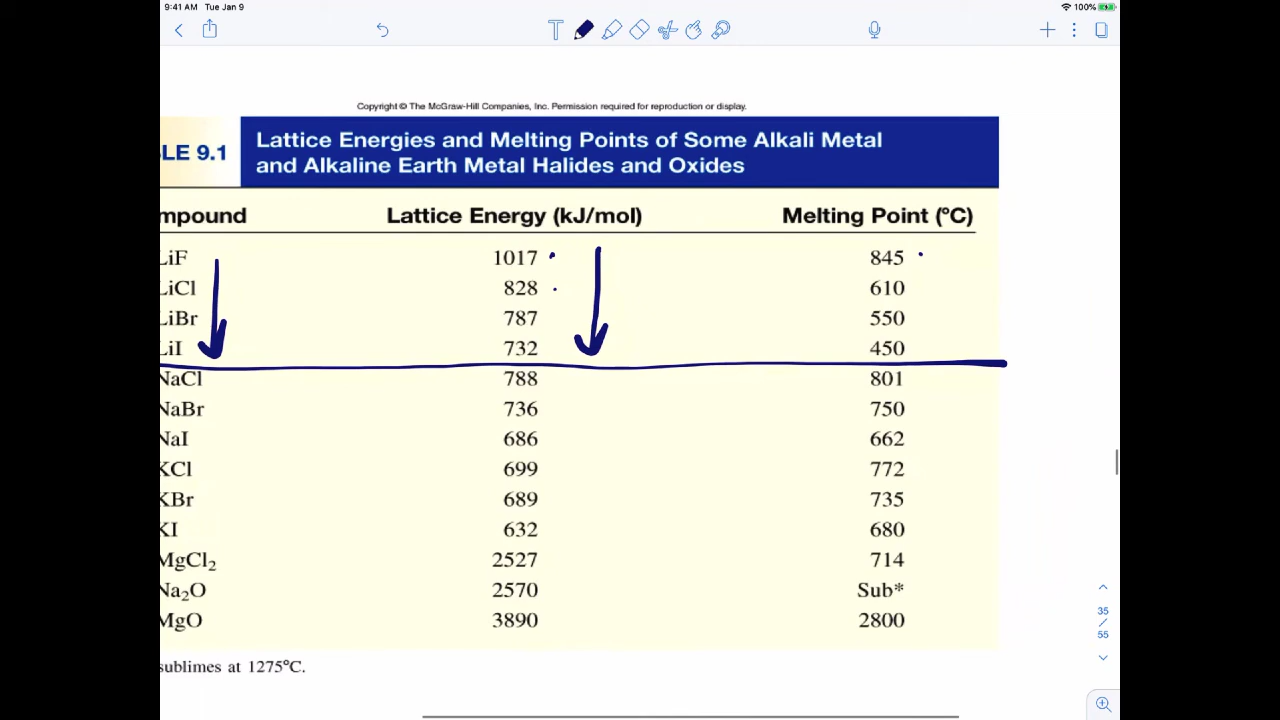 9:41 AM Tue Jan 9
100%
T
Copyright © The McGraw-Hill Companies, Inc. Permission required for reproduction or display.
LE 9.1 Lattice Energies and Melting Points of Some Alkali Metal
and Alkaline Earth Metal Halides and Oxides
mpound Lattice Energy (kJ/mol) Melting Point (°C)
LiF 1017 845
LiCl 828 610
LiBr 787 550
LiI 732 450
NaCl 788 801
NaBr 736 750
NaI 686 662
KCl 699 772
KBr 689 735
KI 632 680
MgCl₂ 2527 714
Na₂O 2570 Sub*
MgO 3890 2800
sublimes at 1275°C.
35
/
55